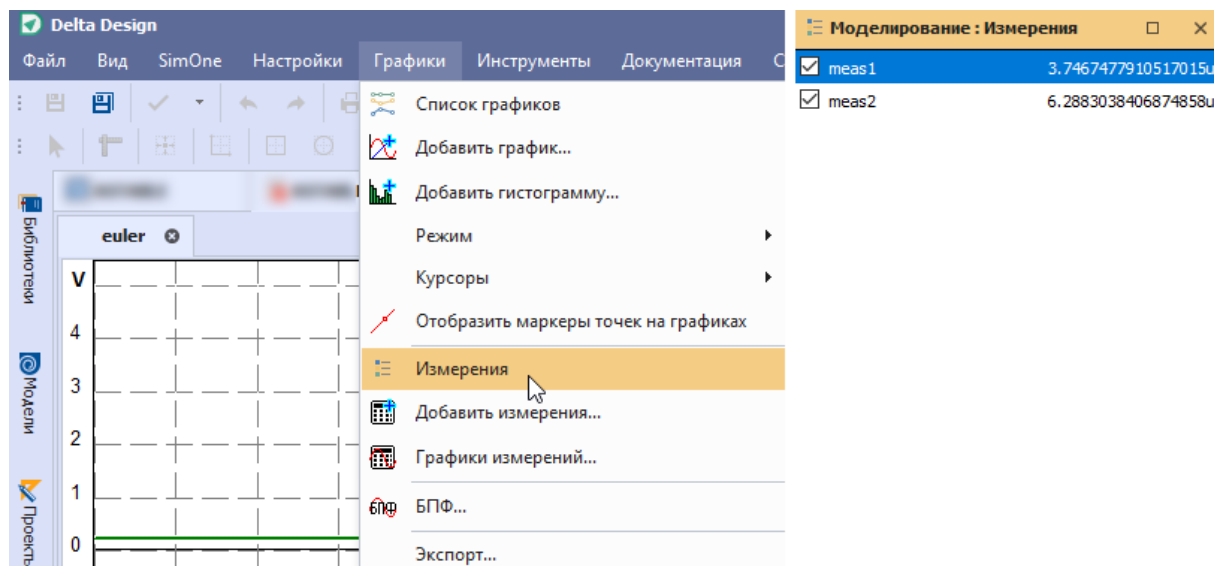 Delta Design
Файл Вид SimOne Настройки Графики Инструменты Документация С
Список графиков
Добавить график...
Добавить гистограмму...
Режим
Курсоры
Отобразить маркеры точек на графиках
Измерения
Добавить измерения...
Графики измерений...
БПФ БПФ...
Экспорт...
Библиотеки
Модели
Проекты
euler
V
4
3
2
1
0
Моделирование : Измерения
meas1 3.7467477910517015u
meas2 6.2883038406874858u